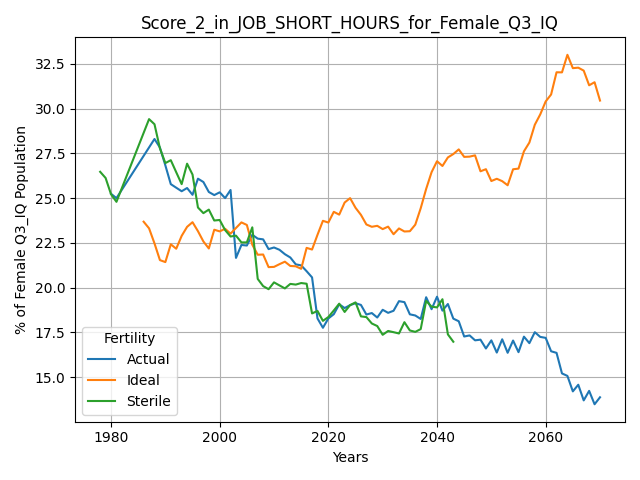 Score_2_in_JOB_SHORT_HOURS_for_Female_Q3_IQ
% of Female Q3_IQ Population
32.5
30.0
27.5
25.0
22.5
20.0
17.5
15.0
Fertility
Actual
Ideal
Sterile
1980
2000
2020
2040
2060
Years